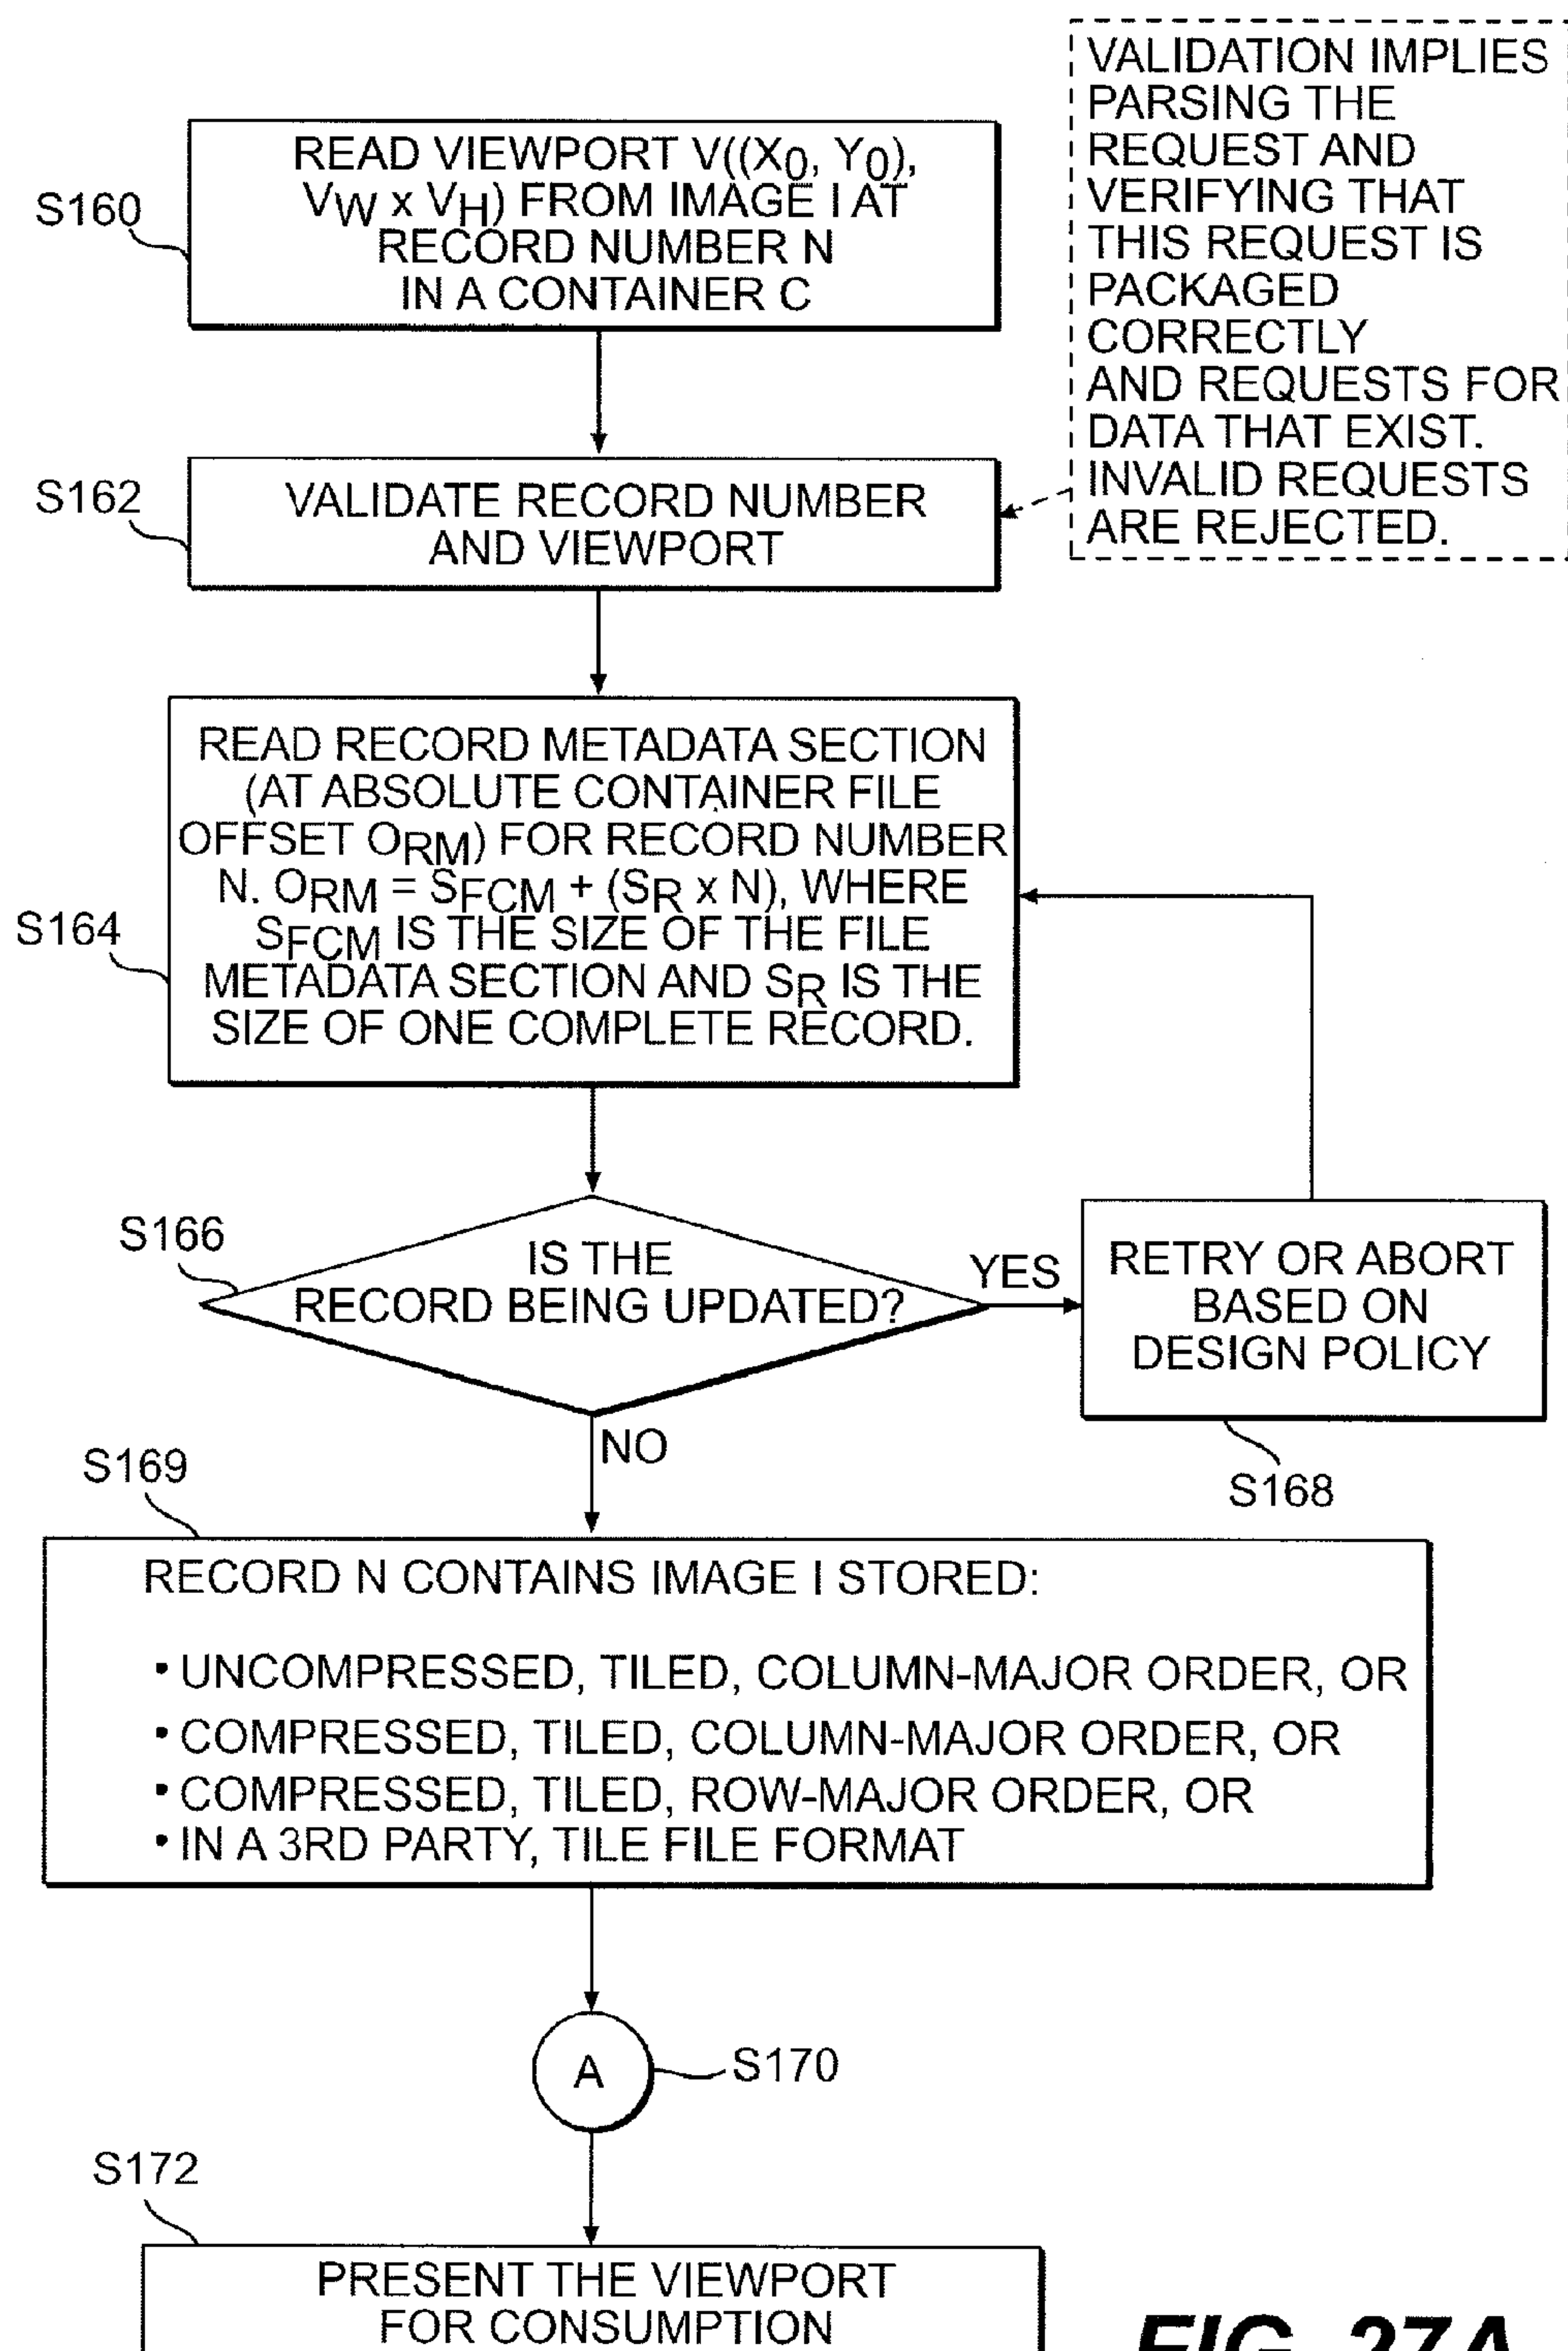 VALIDATION IMPLIES
PARSING THE
REQUEST AND
VERIFYING THAT
THIS REQUEST IS
PACKAGED
CORRECTLY
AND REQUESTS FOR
DATA THAT EXIST.
INVALID REQUESTS
ARE REJECTED.
S160
READ VIEWPORT V((X0, Y0),
VW x VH) FROM IMAGE I AT
RECORD NUMBER N
IN A CONTAINER C
S162
VALIDATE RECORD NUMBER
AND VIEWPORT
S164
READ RECORD METADATA SECTION
(AT ABSOLUTE CONTAINER FILE
OFFSET ORM) FOR RECORD NUMBER
N. ORM = SFCM + (SR x N), WHERE
SFCM IS THE SIZE OF THE FILE
METADATA SECTION AND SR IS THE
SIZE OF ONE COMPLETE RECORD.
S166
IS THE
RECORD BEING UPDATED?
YES
RETRY OR ABORT
BASED ON
DESIGN POLICY
S168
NO
S169
RECORD N CONTAINS IMAGE I STORED:
• UNCOMPRESSED, TILED, COLUMN-MAJOR ORDER, OR
• COMPRESSED, TILED, COLUMN-MAJOR ORDER, OR
• COMPRESSED, TILED, ROW-MAJOR ORDER, OR
• IN A 3RD PARTY, TILE FILE FORMAT
A
S170
S172
PRESENT THE VIEWPORT
FOR CONSUMPTION
FIG. 27A